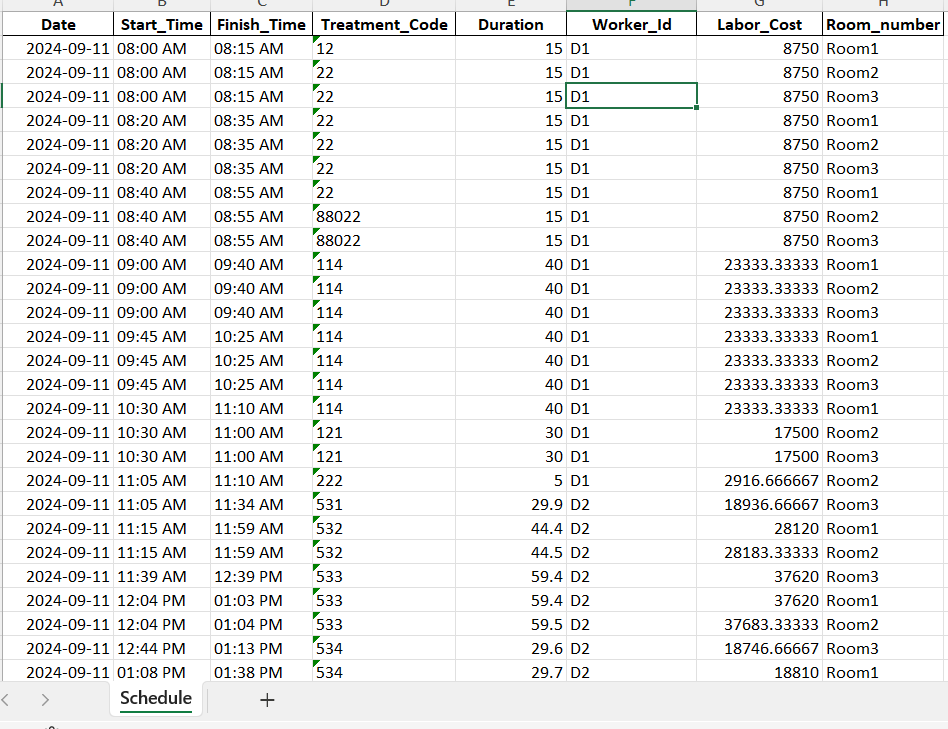 A B C D E F G H
Date Start_Time Finish_Time Treatment_Code Duration Worker_Id Labor_Cost Room_number
2024-09-11 08:00 AM 08:15 AM 12 15 D1 8750 Room1
2024-09-11 08:00 AM 08:15 AM 22 15 D1 8750 Room2
2024-09-11 08:00 AM 08:15 AM 22 15 D1 8750 Room3
2024-09-11 08:20 AM 08:35 AM 22 15 D1 8750 Room1
2024-09-11 08:20 AM 08:35 AM 22 15 D1 8750 Room2
2024-09-11 08:20 AM 08:35 AM 22 15 D1 8750 Room3
2024-09-11 08:40 AM 08:55 AM 22 15 D1 8750 Room1
2024-09-11 08:40 AM 08:55 AM 88022 15 D1 8750 Room2
2024-09-11 08:40 AM 08:55 AM 88022 15 D1 8750 Room3
2024-09-11 09:00 AM 09:40 AM 114 40 D1 23333.33333 Room1
2024-09-11 09:00 AM 09:40 AM 114 40 D1 23333.33333 Room2
2024-09-11 09:00 AM 09:40 AM 114 40 D1 23333.33333 Room3
2024-09-11 09:45 AM 10:25 AM 114 40 D1 23333.33333 Room1
2024-09-11 09:45 AM 10:25 AM 114 40 D1 23333.33333 Room2
2024-09-11 09:45 AM 10:25 AM 114 40 D1 23333.33333 Room3
2024-09-11 10:30 AM 11:10 AM 114 40 D1 23333.33333 Room1
2024-09-11 10:30 AM 11:00 AM 121 30 D1 17500 Room2
2024-09-11 10:30 AM 11:00 AM 121 30 D1 17500 Room3
2024-09-11 11:05 AM 11:10 AM 222 5 D1 2916.666667 Room2
2024-09-11 11:05 AM 11:34 AM 531 29.9 D2 18936.66667 Room3
2024-09-11 11:15 AM 11:59 AM 532 44.4 D2 28120 Room1
2024-09-11 11:15 AM 11:59 AM 532 44.5 D2 28183.33333 Room2
2024-09-11 11:39 AM 12:39 PM 533 59.4 D2 37620 Room3
2024-09-11 12:04 PM 01:03 PM 533 59.4 D2 37620 Room1
2024-09-11 12:04 PM 01:04 PM 533 59.5 D2 37683.33333 Room2
2024-09-11 12:44 PM 01:13 PM 534 29.6 D2 18746.66667 Room3
2024-09-11 01:08 PM 01:38 PM 534 29.7 D2 18810 Room1
Schedule